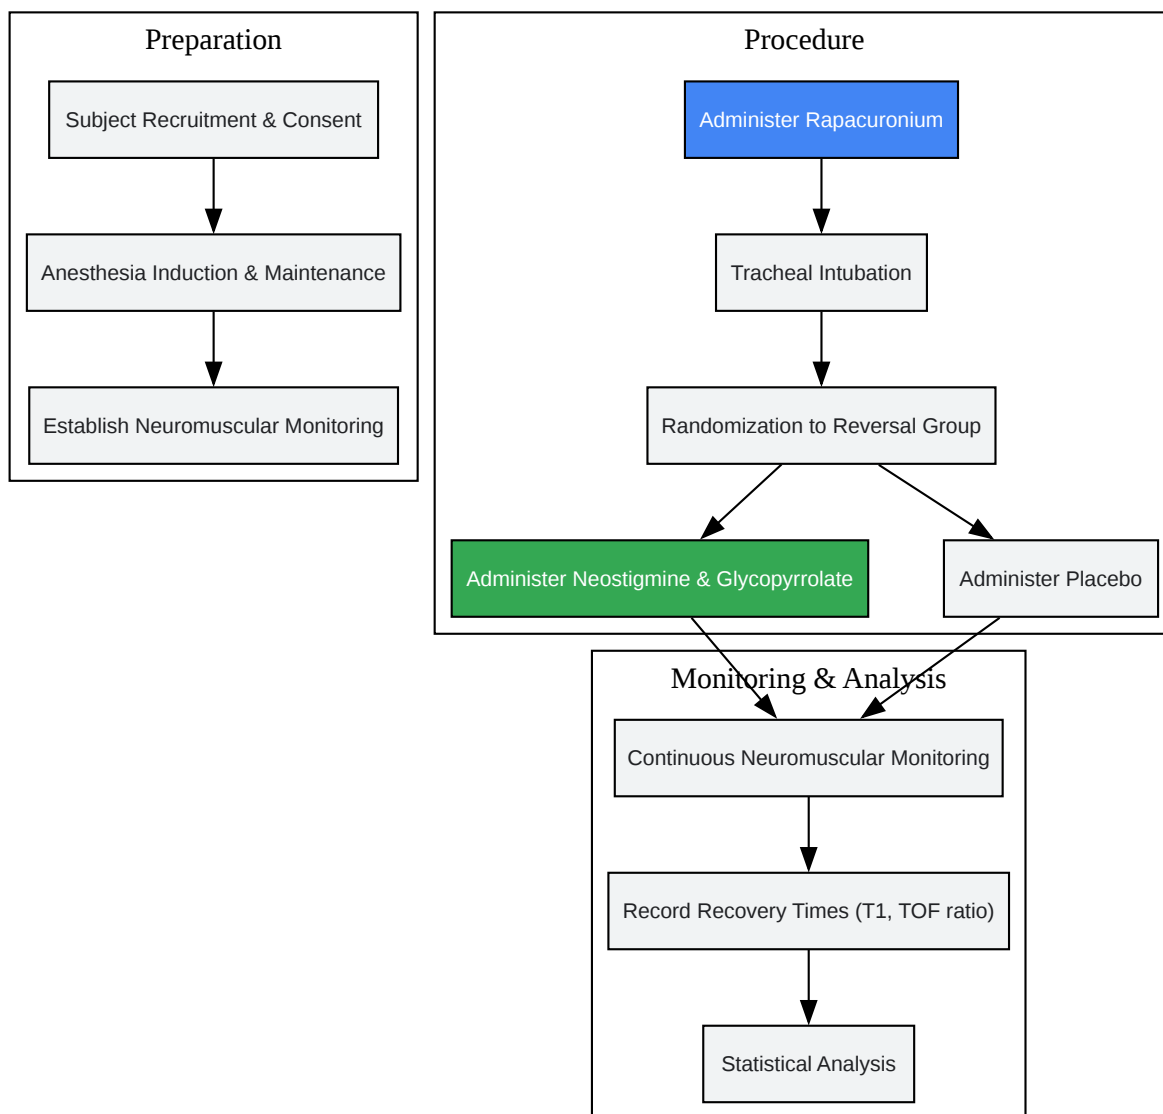 Preparation
Subject Recruitment & Consent
Anesthesia Induction & Maintenance
Establish Neuromuscular Monitoring
Procedure
Administer Rapacuronium
Tracheal Intubation
Randomization to Reversal Group
Administer Neostigmine & Glycopyrrolate
Administer Placebo
Monitoring & Analysis
Continuous Neuromuscular Monitoring
Record Recovery Times (T1, TOF ratio)
Statistical Analysis